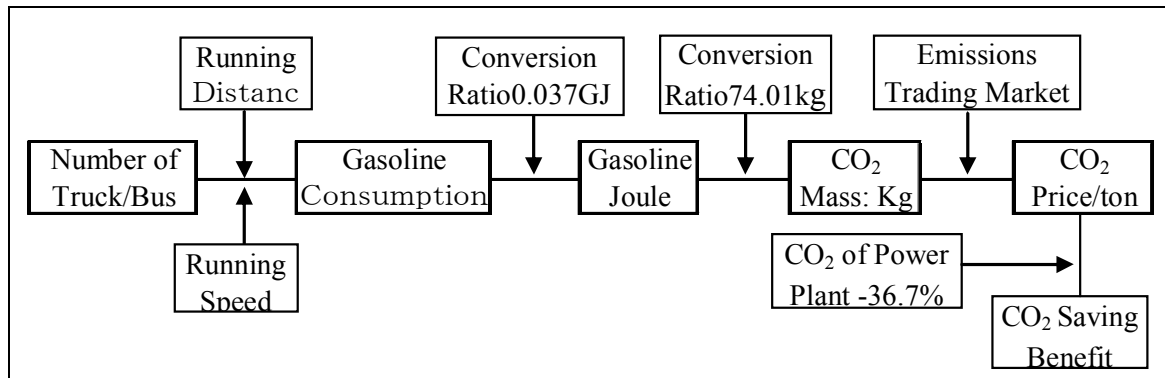 Running
Distanc
Conversion
Ratio0.037GJ
Conversion
Ratio74.01kg
Emissions
Trading Market
Number of
Truck/Bus
Gasoline
Consumption
Gasoline
Joule
CO₂
Mass: Kg
CO₂
Price/ton
Running
Speed
CO₂ of Power
Plant -36.7%
CO₂ Saving
Benefit